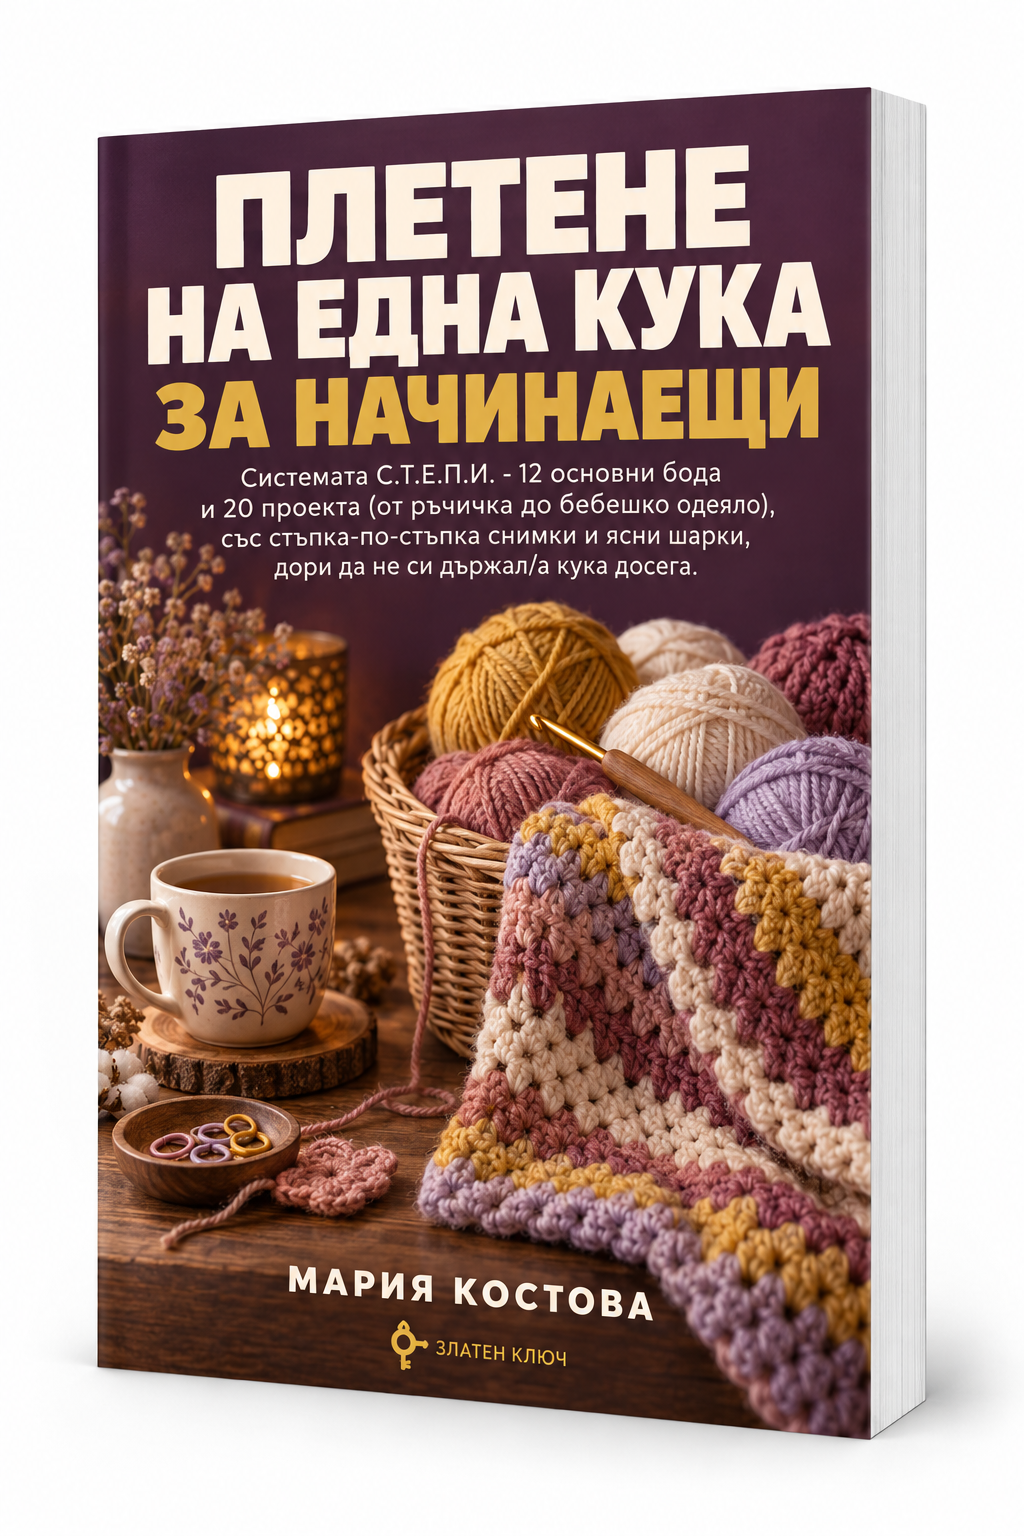 ПЛЕТЕНЕ
НА ЕДНА КУКА
ЗА НАЧИНАЕЩИ
Системата С.Т.Е.П.И. - 12 основни бода
и 20 проекта (от ръчичка до бебешко одеяло),
със стъпка-по-стъпка снимки и ясни шарки,
дори да не си държал/а кука досега.
МАРИЯ КОСТОВА
ЗЛАТЕН КЛЮЧ